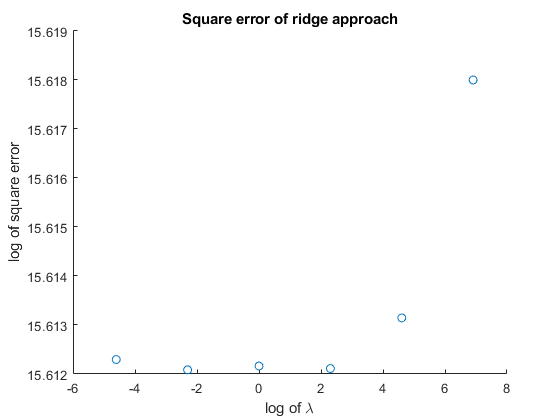 Square error of ridge approach
15.619
15.618
15.617
15.616
15.615
15.614
15.613
15.612
log of square error
-6 -4 -2 0 2 4 6 8
log of λ